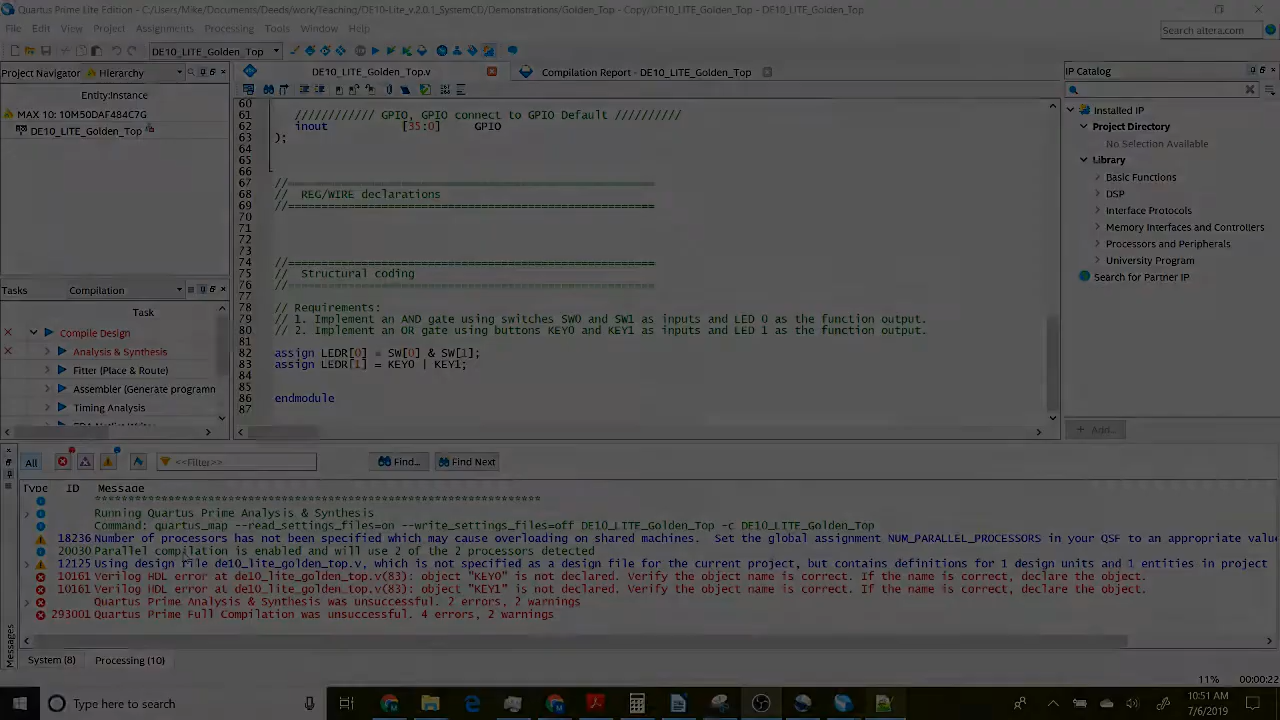 Quartus Prime Lite Edition - C:/Users/Mike/Documents/Deeds/work/Teaching/DE10-Lite_v.2.0.1_SystemCD/Demonstrations/Golden_Top - Copy/DE10_LITE_Golden_Top - DE10_LITE_Golden_Top
File Edit View Project Assignments Processing Tools Window Help
Search altera.com
DE10_LITE_Golden_Top
Project Navigator Hierarchy
DE10_LITE_Golden_Top.v
Compilation Report - DE10_LITE_Golden_Top
IP Catalog
Entity:Instance
MAX 10: 10M50DAF484C7G
DE10_LITE_Golden_Top
60
61 //////////// GPIO, GPIO connect to GPIO Default //////////
62 inout [35:0] GPIO
63 );
64
65
66
67 //=======================================================
68 // REG/WIRE declarations
69 //=======================================================
70
71
72
73
74 //=======================================================
75 // Structural coding
76 //=======================================================
77
78 // Requirements:
79 // 1. Implement an AND gate using switches SW0 and SW1 as inputs and LED 0 as the function output.
80 // 2. Implement an OR gate using buttons KEY0 and KEY1 as inputs and LED 1 as the function output.
81
82 assign LEDR[0] = SW[0] & SW[1];
83 assign LEDR[1] = KEY0 | KEY1;
84
85
86 endmodule
87
Installed IP
Project Directory
No Selection Available
Library
Basic Functions
DSP
Interface Protocols
Memory Interfaces and Controllers
Processors and Peripherals
University Program
Search for Partner IP
+ Add...
Tasks Compilation
Task
Compile Design
Analysis & Synthesis
Fitter (Place & Route)
Assembler (Generate programn
Timing Analysis
All <<Filter>> Find... Find Next
Type ID Message
Running Quartus Prime Analysis & Synthesis
Command: quartus_map --read_settings_files=on --write_settings_files=off DE10_LITE_Golden_Top -c DE10_LITE_Golden_Top
18236 Number of processors has not been specified which may cause overloading on shared machines. Set the global assignment NUM_PARALLEL_PROCESSORS in your QSF to an appropriate value
20030 Parallel compilation is enabled and will use 2 of the 2 processors detected
12125 Using design file de10_lite_golden_top.v, which is not specified as a design file for the current project, but contains definitions for 1 design units and 1 entities in project
10161 Verilog HDL error at de10_lite_golden_top.v(83): object "KEY0" is not declared. Verify the object name is correct. If the name is correct, declare the object.
10161 Verilog HDL error at de10_lite_golden_top.v(83): object "KEY1" is not declared. Verify the object name is correct. If the name is correct, declare the object.
Quartus Prime Analysis & Synthesis was unsuccessful. 2 errors, 2 warnings
293001 Quartus Prime Full Compilation was unsuccessful. 4 errors, 2 warnings
Messages
System (8) Processing (10)
11% 00:00:22
Type here to search
10:51 AM
7/6/2019